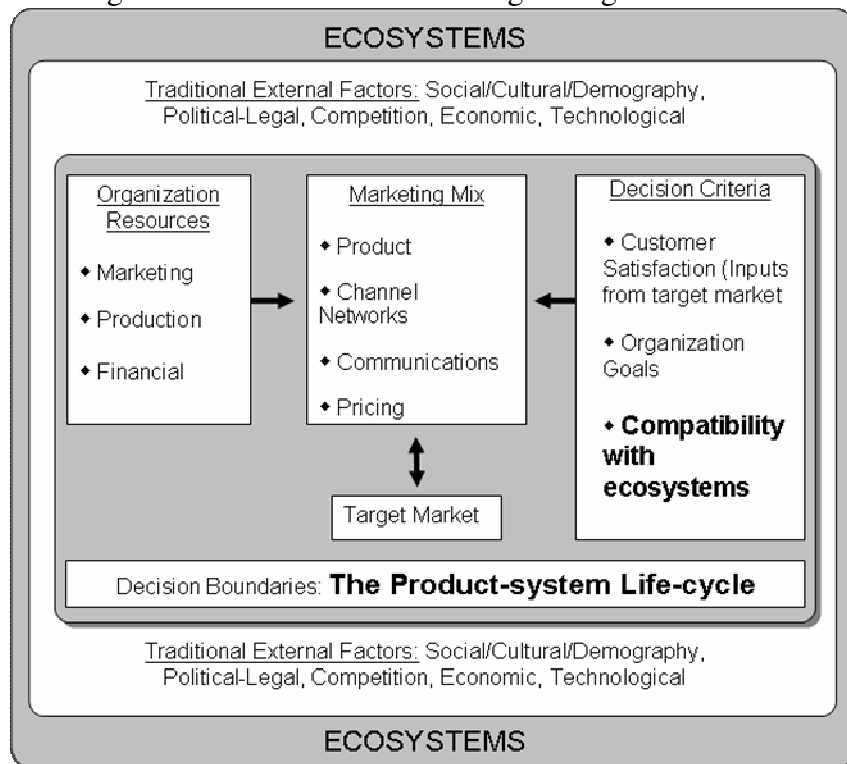 ECOSYSTEMS
Traditional External Factors: Social/Cultural/Demography,
Political-Legal, Competition, Economic, Technological
Organization
Resources
◆ Marketing
◆ Production
◆ Financial
Marketing Mix
◆ Product
◆ Channel
Networks
◆ Communications
◆ Pricing
Decision Criteria
◆ Customer
Satisfaction (Inputs
from target market
◆ Organization
Goals
◆ Compatibility
with
ecosystems
Target Market
Decision Boundaries: The Product-system Life-cycle
Traditional External Factors: Social/Cultural/Demography,
Political-Legal, Competition, Economic, Technological
ECOSYSTEMS